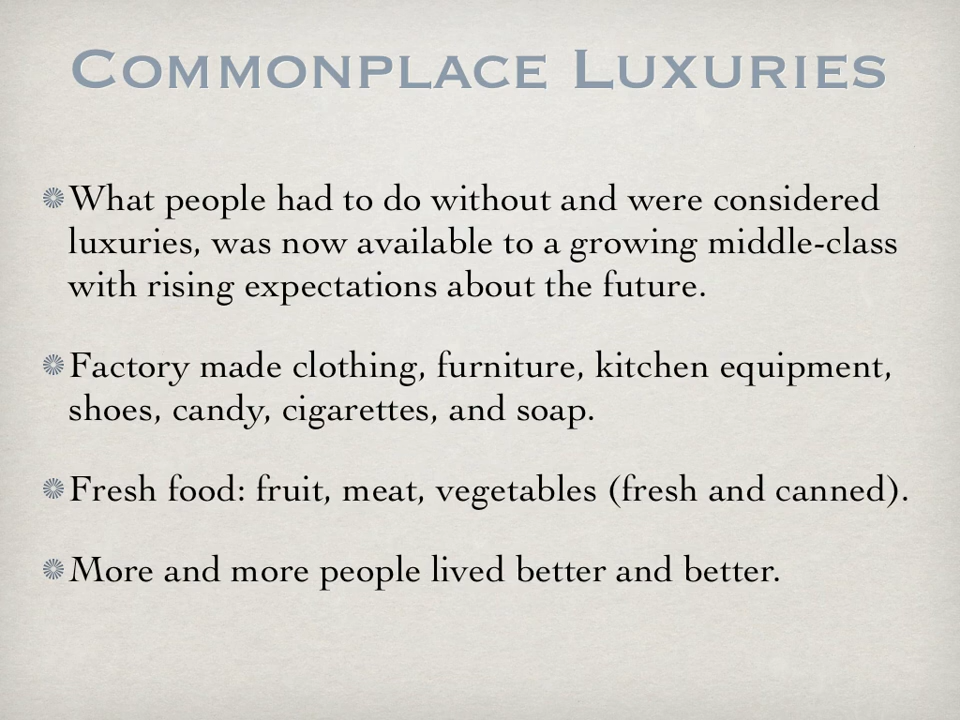 Commonplace Luxuries
What people had to do without and were considered
luxuries, was now available to a growing middle-class
with rising expectations about the future.
Factory made clothing, furniture, kitchen equipment,
shoes, candy, cigarettes, and soap.
Fresh food: fruit, meat, vegetables (fresh and canned).
More and more people lived better and better.